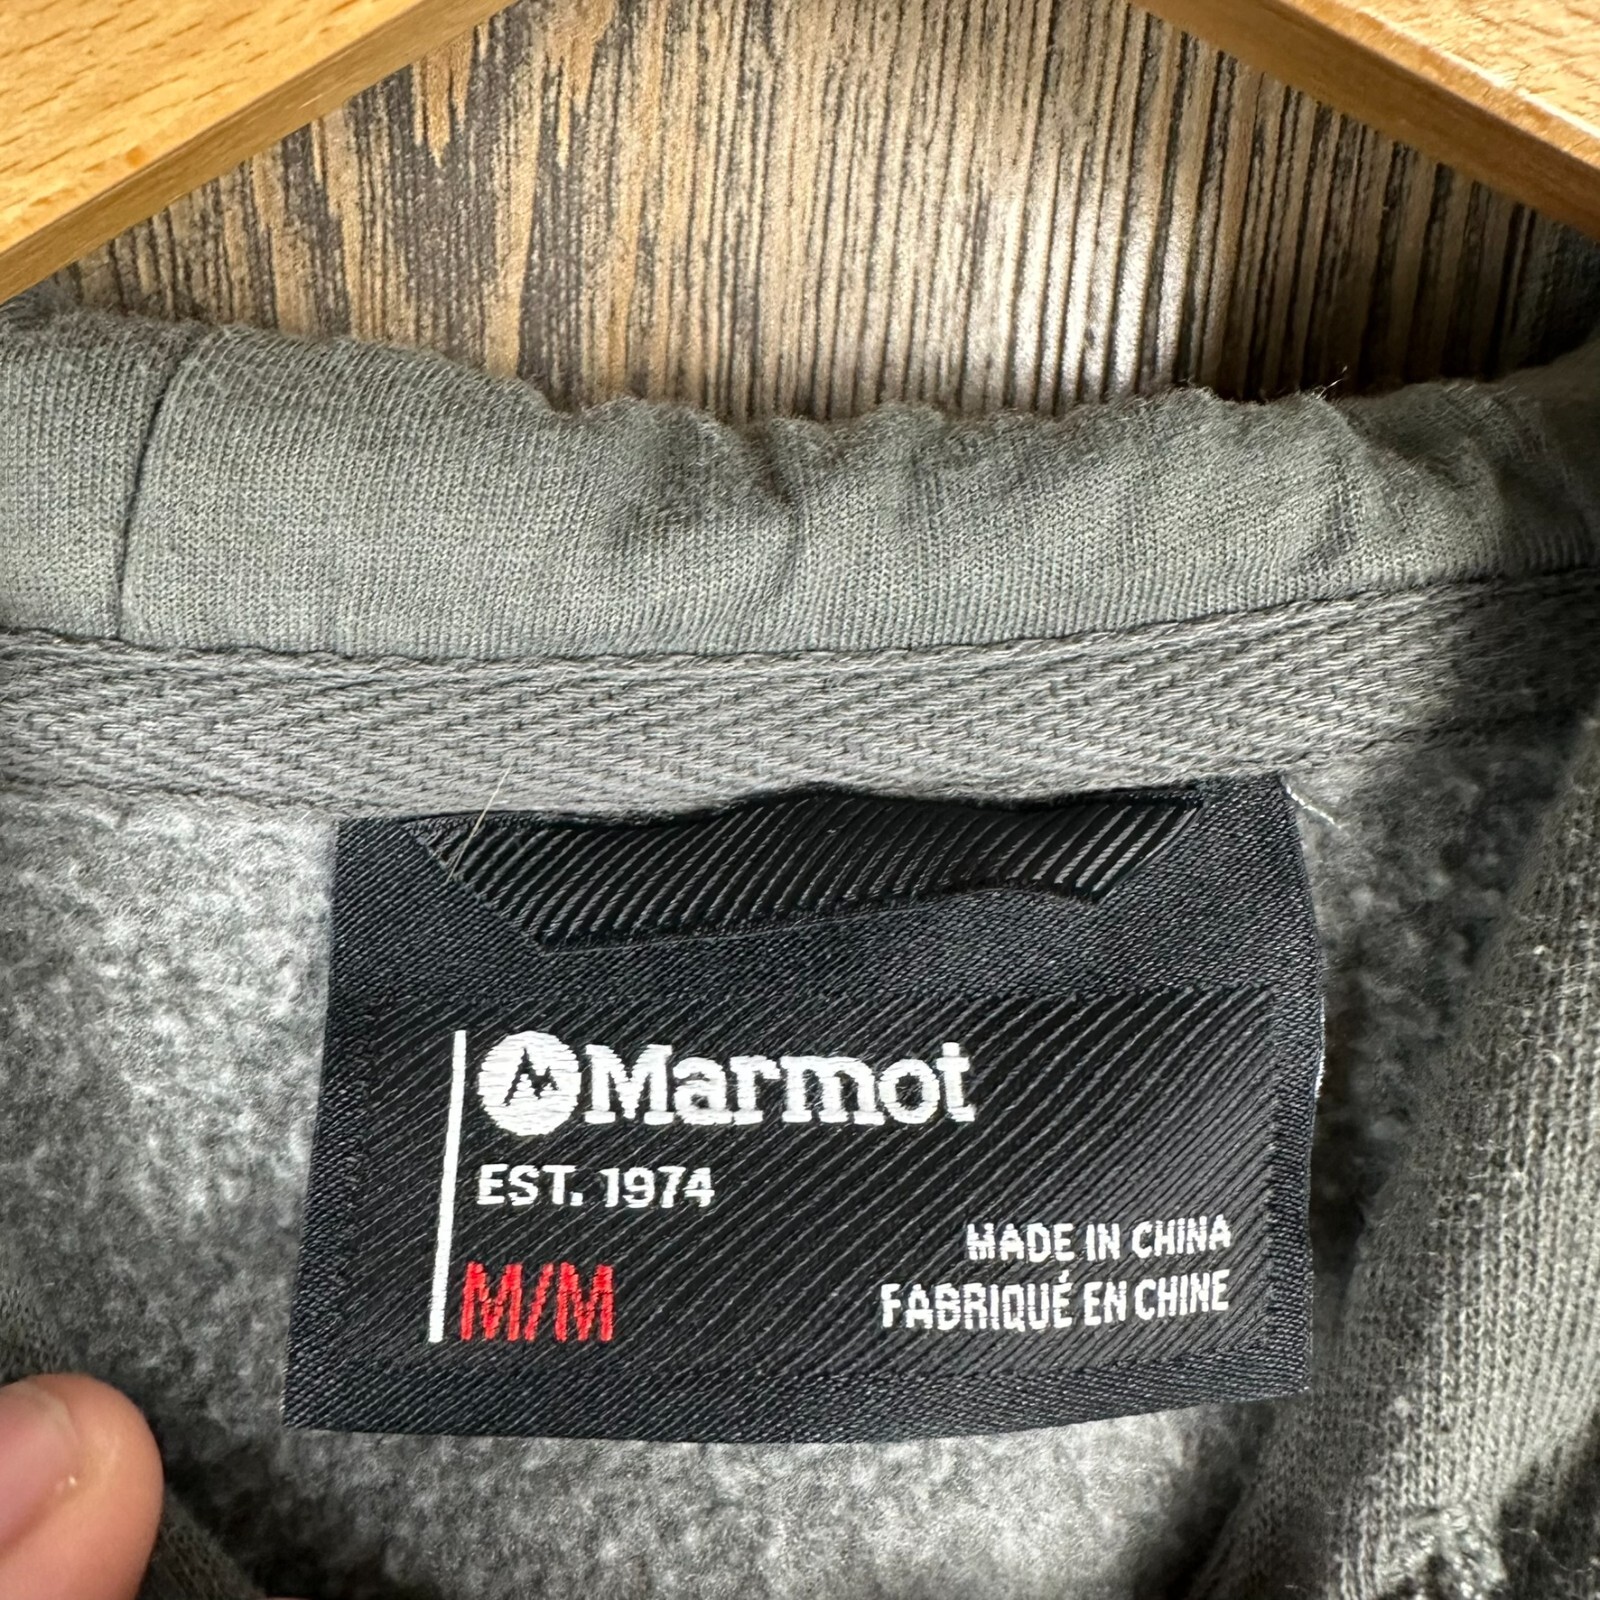 Marmot
EST. 1974
M/M
MADE IN CHINA
FABRIQUÉ EN CHINE